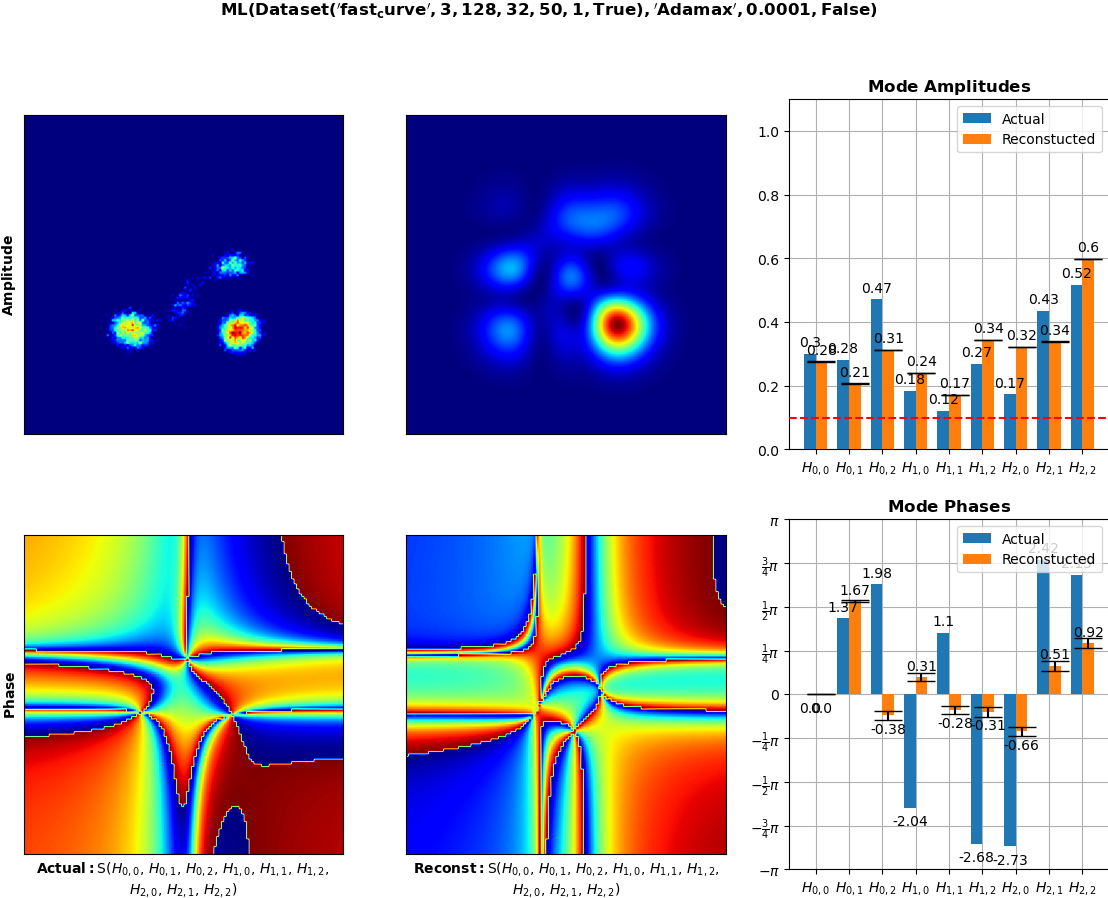 ML(Dataset('fast_curve', 3, 128, 32, 50, 1, True), 'Adamax', 0.0001, False)
Mode Amplitudes
Amplitude
Actual
Reconstucted
1.0
0.8
0.6
0.4
0.2
0.0
0.3 0.28 0.47 0.18 0.12 0.27 0.17 0.43 0.52
0.28 0.21 0.31 0.24 0.17 0.34 0.32 0.34 0.6
H0,0 H0,1 H0,2 H1,0 H1,1 H1,2 H2,0 H2,1 H2,2
Mode Phases
Phase
Actual
Reconstucted
π
3/4π
1/2π
1/4π
0
−1/4π
−1/2π
−3/4π
−π
0.0 1.37 1.98 -2.04 1.1 -2.68 -2.73 2.42
0.0 1.67 -0.38 0.31 -0.28 -0.31 -0.66 0.51 0.92
H0,0 H0,1 H0,2 H1,0 H1,1 H1,2 H2,0 H2,1 H2,2
Actual: S(H0,0, H0,1, H0,2, H1,0, H1,1, H1,2,
H2,0, H2,1, H2,2)
Reconst: S(H0,0, H0,1, H0,2, H1,0, H1,1, H1,2,
H2,0, H2,1, H2,2)